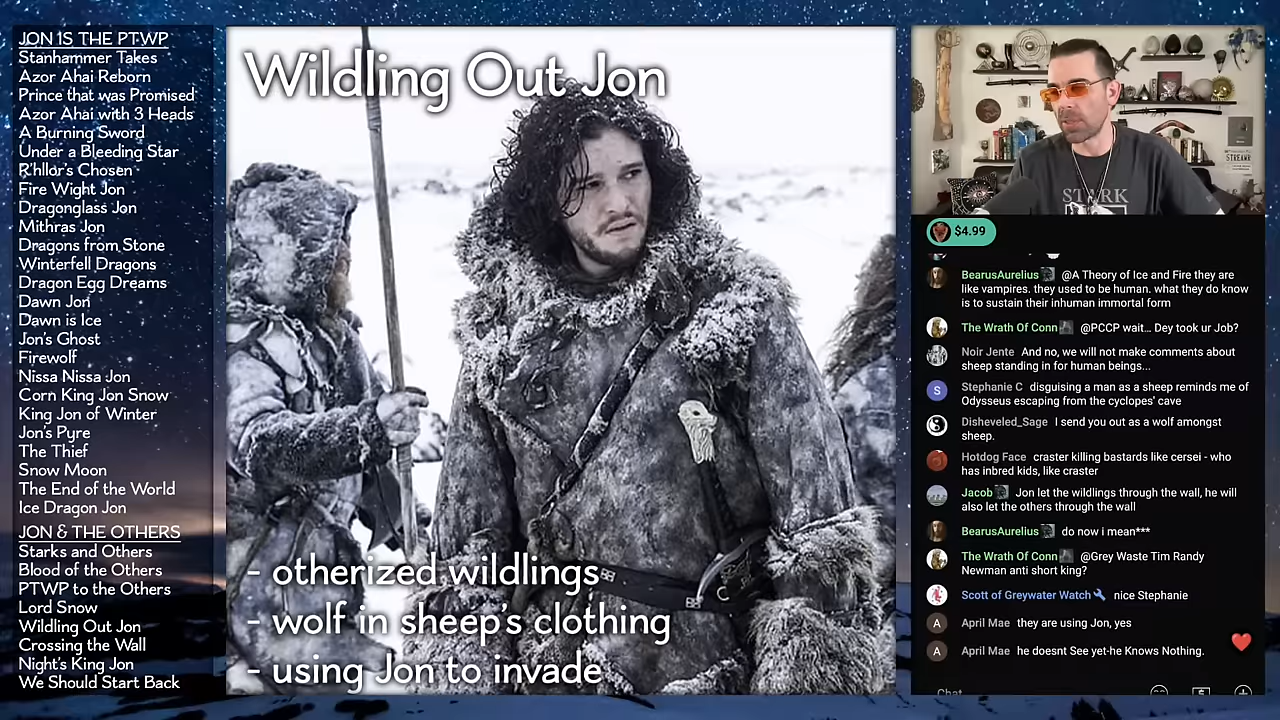 JON IS THE PTWP
Stanhammer Takes
Azor Ahai Reborn
Prince that was Promised
Azor Ahai with 3 Heads
A Burning Sword
Under a Bleeding Star
R'hllor's Chosen
Fire Wight Jon
Dragonglass Jon
Mithras Jon
Dragons from Stone
Winterfell Dragons
Dragon Egg Dreams
Dawn Jon
Dawn is Ice
Jon's Ghost
Firewolf
Nissa Nissa Jon
Corn King Jon Snow
King Jon of Winter
Jon's Pyre
The Thief
Snow Moon
The End of the World
Ice Dragon Jon
JON & THE OTHERS
Starks and Others
Blood of the Others
PTWP to the Others
Lord Snow
Wildling Out Jon
Crossing the Wall
Night's King Jon
We Should Start Back
Wildling Out Jon
- otherized wildlings
- wolf in sheep's clothing
- using Jon to invade
STARK
$4.99
BearusAurelius @A Theory of Ice and Fire they are
like vampires. they used to be human. what they do know
is to sustain their inhuman immortal form
The Wrath Of Conn @PCCP wait... Dey took ur Job?
Noir Jente And no, we will not make comments about
sheep standing in for human beings...
S
Stephanie C disguising a man as a sheep reminds me of
Odysseus escaping from the cyclopes' cave
Disheveled_Sage I send you out as a wolf amongst
sheep.
Hotdog Face craster killing bastards like cersei - who
has inbred kids, like craster
Jacob Jon let the wildlings through the wall, he will
also let the others through the wall
BearusAurelius do now i mean***
The Wrath Of Conn @Grey Waste Tim Randy
Newman anti short king?
Scott of Greywater Watch nice Stephanie
A
April Mae they are using Jon, yes
A
April Mae he doesnt See yet-he Knows Nothing.
Chat